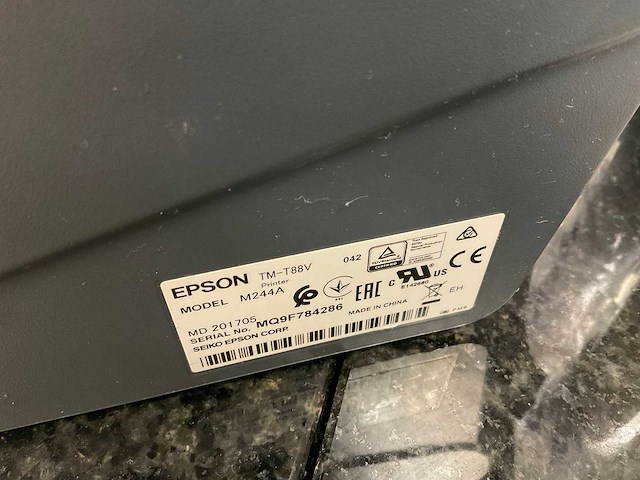 EPSON TM-T88V 042
Printer
MODEL M244A
EAC
C US
E142680
CE
MD 201705
SERIAL No. MQ9F784286 MADE IN CHINA
EH
SEIKO EPSON CORP.